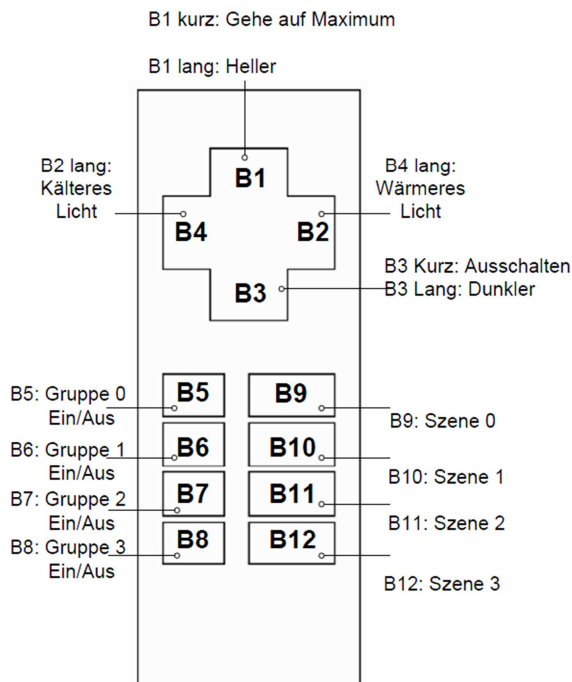 B1 kurz: Gehe auf Maximum
B1 lang: Heller
B2 lang:
Kälteres
Licht
B4 lang:
Wärmeres
Licht
B1
B4
B2
B3
B3 Kurz: Ausschalten
B3 Lang: Dunkler
B5: Gruppe 0
Ein/Aus
B5
B9
B9: Szene 0
B6: Gruppe 1
Ein/Aus
B6
B10
B10: Szene 1
B7: Gruppe 2
Ein/Aus
B7
B11
B11: Szene 2
B8: Gruppe 3
Ein/Aus
B8
B12
B12: Szene 3